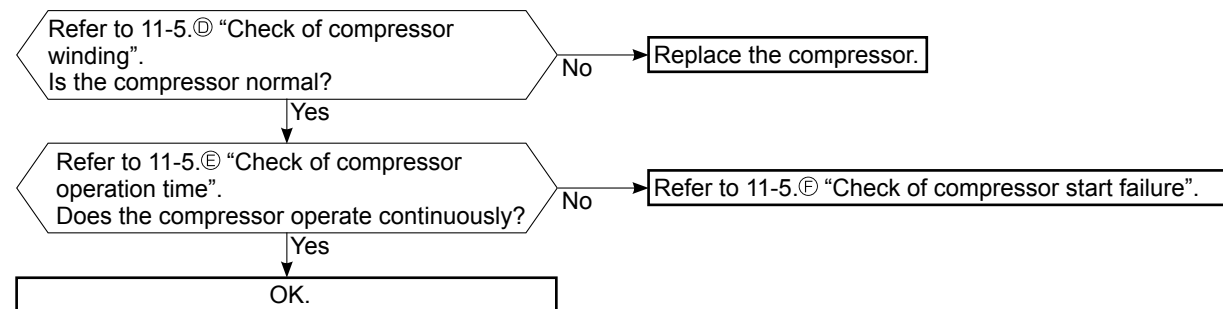 Refer to 11-5.Ⓓ “Check of compressor
winding”.
Is the compressor normal?
No
Replace the compressor.
Yes
Refer to 11-5.Ⓔ “Check of compressor
operation time”.
Does the compressor operate continuously?
No
Refer to 11-5.Ⓕ “Check of compressor start failure”.
Yes
OK.